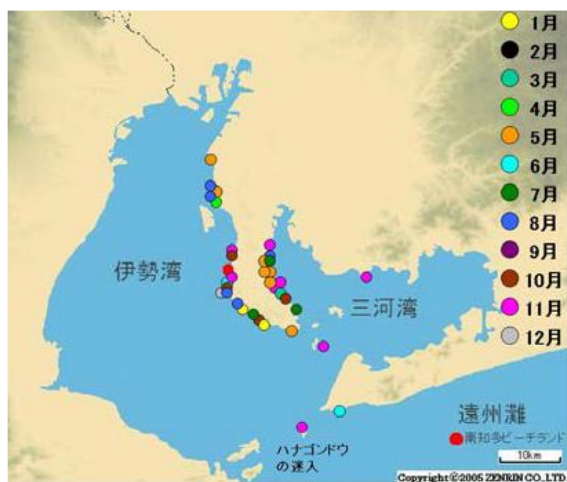 1月
2月
3月
4月
5月
6月
7月
8月
9月
10月
11月
12月
伊勢湾
三河湾
遠州灘
南知多ビーチランド
ハナゴンドウ
の迷入
10km
Copyright©2005 ZENRIN CO.,LTD.